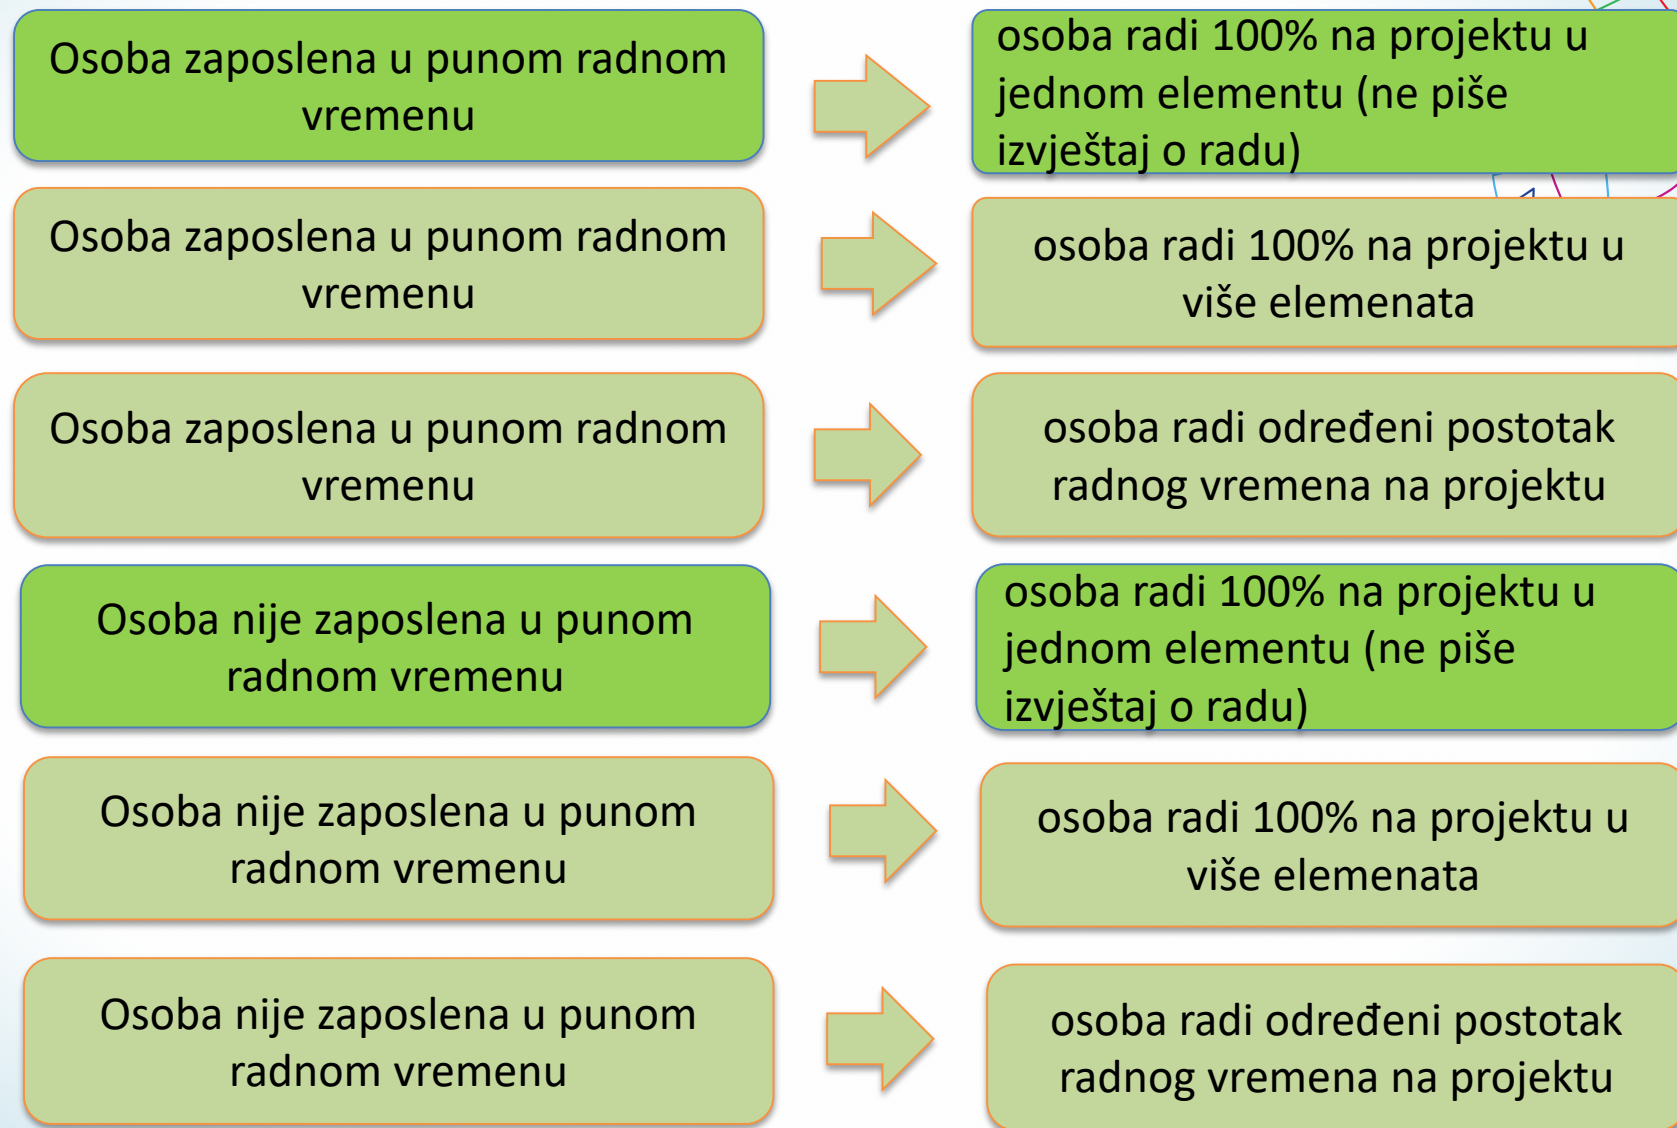 Osoba zaposlena u punom radnom
vremenu
osoba radi 100% na projektu u
jednom elementu (ne piše
izvještaj o radu)
Osoba zaposlena u punom radnom
vremenu
osoba radi 100% na projektu u
više elemenata
Osoba zaposlena u punom radnom
vremenu
osoba radi određeni postotak
radnog vremena na projektu
Osoba nije zaposlena u punom
radnom vremenu
osoba radi 100% na projektu u
jednom elementu (ne piše
izvještaj o radu)
Osoba nije zaposlena u punom
radnom vremenu
osoba radi 100% na projektu u
više elemenata
Osoba nije zaposlena u punom
radnom vremenu
osoba radi određeni postotak
radnog vremena na projektu